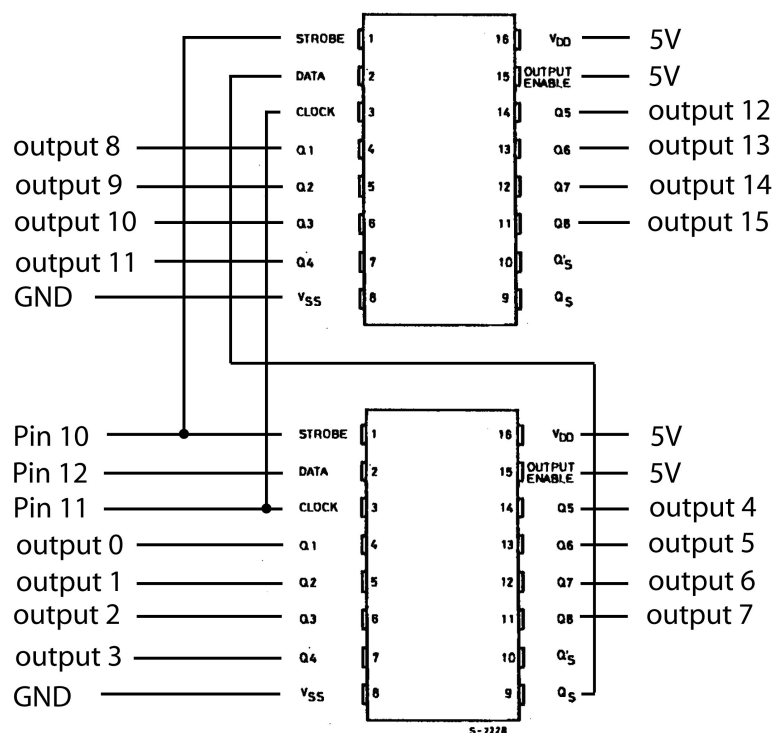 STROBE 1 16 VDD 5V
DATA 2 15 OUTPUT ENABLE 5V
CLOCK 3 14 Q5 output 12
output 8 Q1 4 13 Q6 output 13
output 9 Q2 5 12 Q7 output 14
output 10 Q3 6 11 Q8 output 15
output 11 Q4 7 10 Q'S
GND VSS 8 9 QS
Pin 10 STROBE 1 16 VDD 5V
Pin 12 DATA 2 15 OUTPUT ENABLE 5V
Pin 11 CLOCK 3 14 Q5 output 4
output 0 Q1 4 13 Q6 output 5
output 1 Q2 5 12 Q7 output 6
output 2 Q3 6 11 Q8 output 7
output 3 Q4 7 10 Q'S
GND VSS 8 9 QS